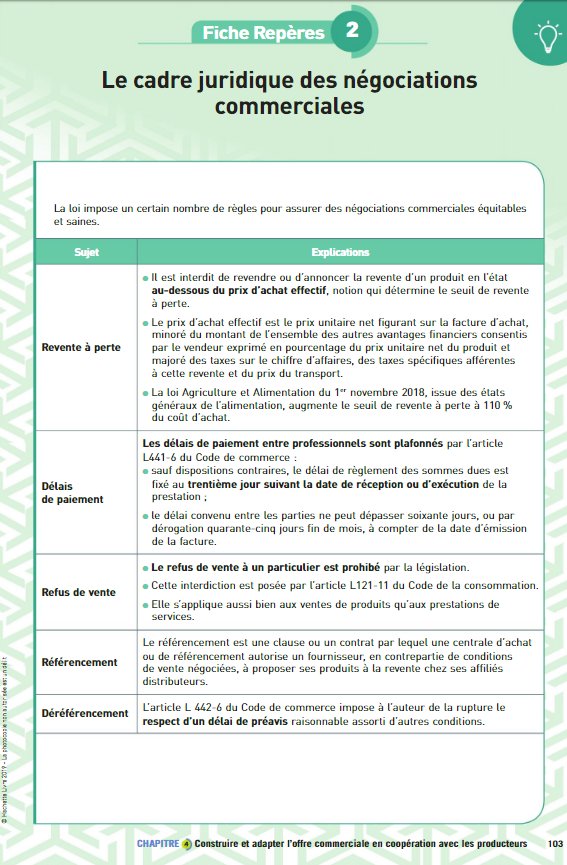 Fiche Repères 2
Le cadre juridique des négociations
commerciales
La loi impose un certain nombre de règles pour assurer des négociations commerciales équitables
et saines.
Sujet
Explications
Revente à perte
• Il est interdit de revendre ou d'annoncer la revente d'un produit en l'état
au-dessous du prix d'achat effectif, notion qui détermine le seuil de revente
à perte.
• Le prix d'achat effectif est le prix unitaire net figurant sur la facture d'achat,
minoré du montant de l'ensemble des autres avantages financiers consentis
par le vendeur exprimé en pourcentage du prix unitaire net du produit et
majoré des taxes sur le chiffre d'affaires, des taxes spécifiques afférentes
à cette revente et du prix du transport.
• La loi Agriculture et Alimentation du 1er novembre 2018, issue des états
généraux de l'alimentation, augmente le seuil de revente à perte à 110 %
du coût d'achat.
Délais
de paiement
Les délais de paiement entre professionnels sont plafonnés par l'article
L441-6 du Code de commerce :
• sauf dispositions contraires, le délai de règlement des sommes dues est
fixé au trentième jour suivant la date de réception ou d'exécution de la
prestation ;
• le délai convenu entre les parties ne peut dépasser soixante jours, ou par
dérogation quarante-cinq jours fin de mois, à compter de la date d'émission
de la facture.
Refus de vente
• Le refus de vente à un particulier est prohibé par la législation.
• Cette interdiction est posée par l'article L121-11 du Code de la consommation.
• Elle s'applique aussi bien aux ventes de produits qu'aux prestations de
services.
Référencement
Le référencement est une clause ou un contrat par lequel une centrale d'achat
ou de référencement autorise un fournisseur, en contrepartie de conditions
de vente négociées, à proposer ses produits à la revente chez ses affiliés
distributeurs.
Déréférencement
L'article L 442-6 du Code de commerce impose à l'auteur de la rupture le
respect d'un délai de préavis raisonnable assorti d'autres conditions.
© Hachette Livre 2019 - La photocopie non autorisée est un délit
CHAPITRE 4 Construire et adapter l'offre commerciale en coopération avec les producteurs 103